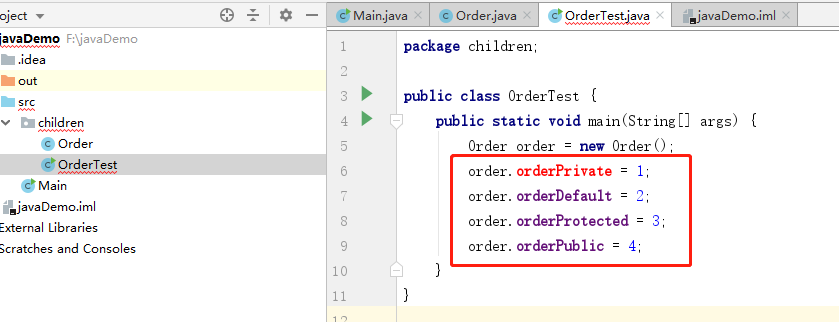 oject
Main.java
Order.java
OrderTest.java
javaDemo.iml
javaDemo F:\javaDemo
.idea
out
src
children
Order
OrderTest
Main
javaDemo.iml
External Libraries
Scratches and Consoles
1 package children;
2
3 public class OrderTest {
4 public static void main(String[] args) {
5 Order order = new Order();
6 order.orderPrivate = 1;
7 order.orderDefault = 2;
8 order.orderProtected = 3;
9 order.orderPublic = 4;
10 }
11 }
12